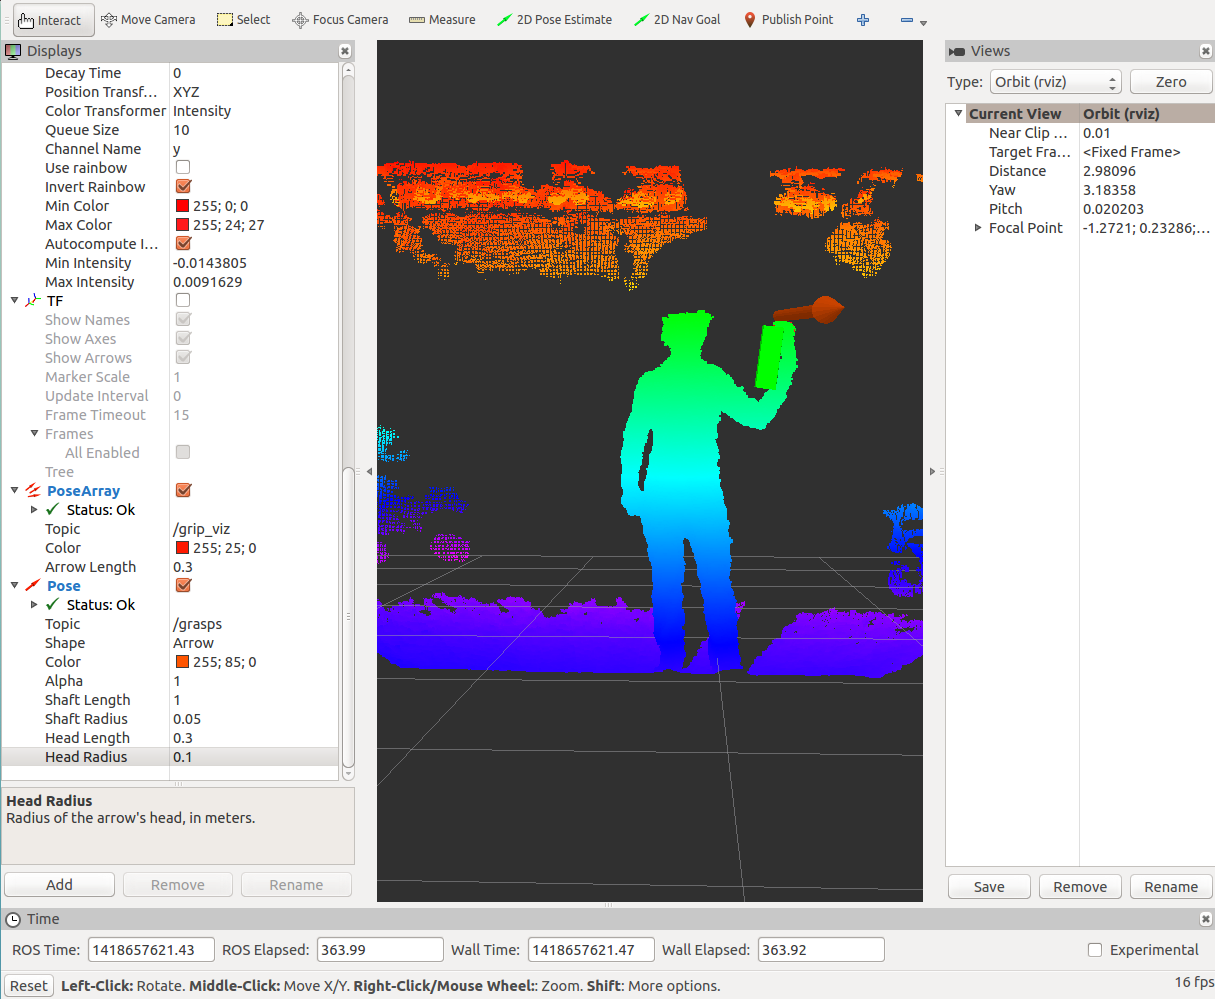 Interact Move Camera Select Focus Camera Measure 2D Pose Estimate 2D Nav Goal Publish Point
Displays
Decay Time 0
Position Transf... XYZ
Color Transformer Intensity
Queue Size 10
Channel Name y
Use rainbow
Invert Rainbow
Min Color 255; 0; 0
Max Color 255; 24; 27
Autocompute I...
Min Intensity -0.0143805
Max Intensity 0.0091629
TF
Show Names
Show Axes
Show Arrows
Marker Scale 1
Update Interval 0
Frame Timeout 15
Frames
All Enabled
Tree
PoseArray
Status: Ok
Topic /grip_viz
Color 255; 25; 0
Arrow Length 0.3
Pose
Status: Ok
Topic /grasps
Shape Arrow
Color 255; 85; 0
Alpha 1
Shaft Length 1
Shaft Radius 0.05
Head Length 0.3
Head Radius 0.1
Head Radius
Radius of the arrow's head, in meters.
Add Remove Rename
Views
Type: Orbit (rviz) Zero
Current View Orbit (rviz)
Near Clip ... 0.01
Target Fra... <Fixed Frame>
Distance 2.98096
Yaw 3.18358
Pitch 0.020203
Focal Point -1.2721; 0.23286;...
Save Remove Rename
Time
ROS Time: 1418657621.43 ROS Elapsed: 363.99 Wall Time: 1418657621.47 Wall Elapsed: 363.92 Experimental
Reset Left-Click: Rotate. Middle-Click: Move X/Y. Right-Click/Mouse Wheel:: Zoom. Shift: More options. 16 fps